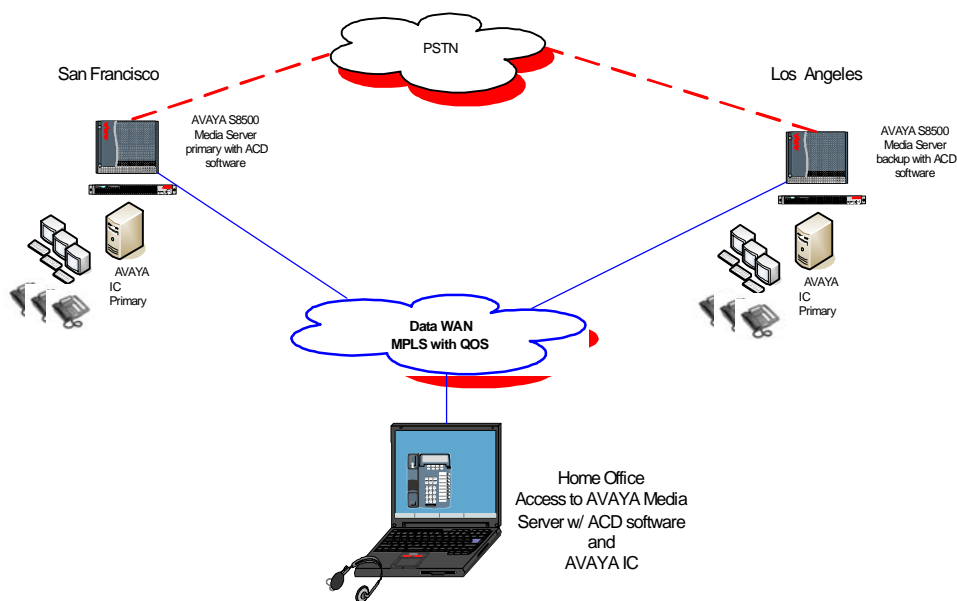 PSTN
San Francisco
Los Angeles
AVAYA S8500
Media Server
primary with ACD
software
AVAYA S8500
Media Server
backup with ACD
software
AVAYA
IC
Primary
AVAYA
IC
Primary
Data WAN
MPLS with QOS
Home Office
Access to AVAYA Media
Server w/ ACD software
and
AVAYA IC